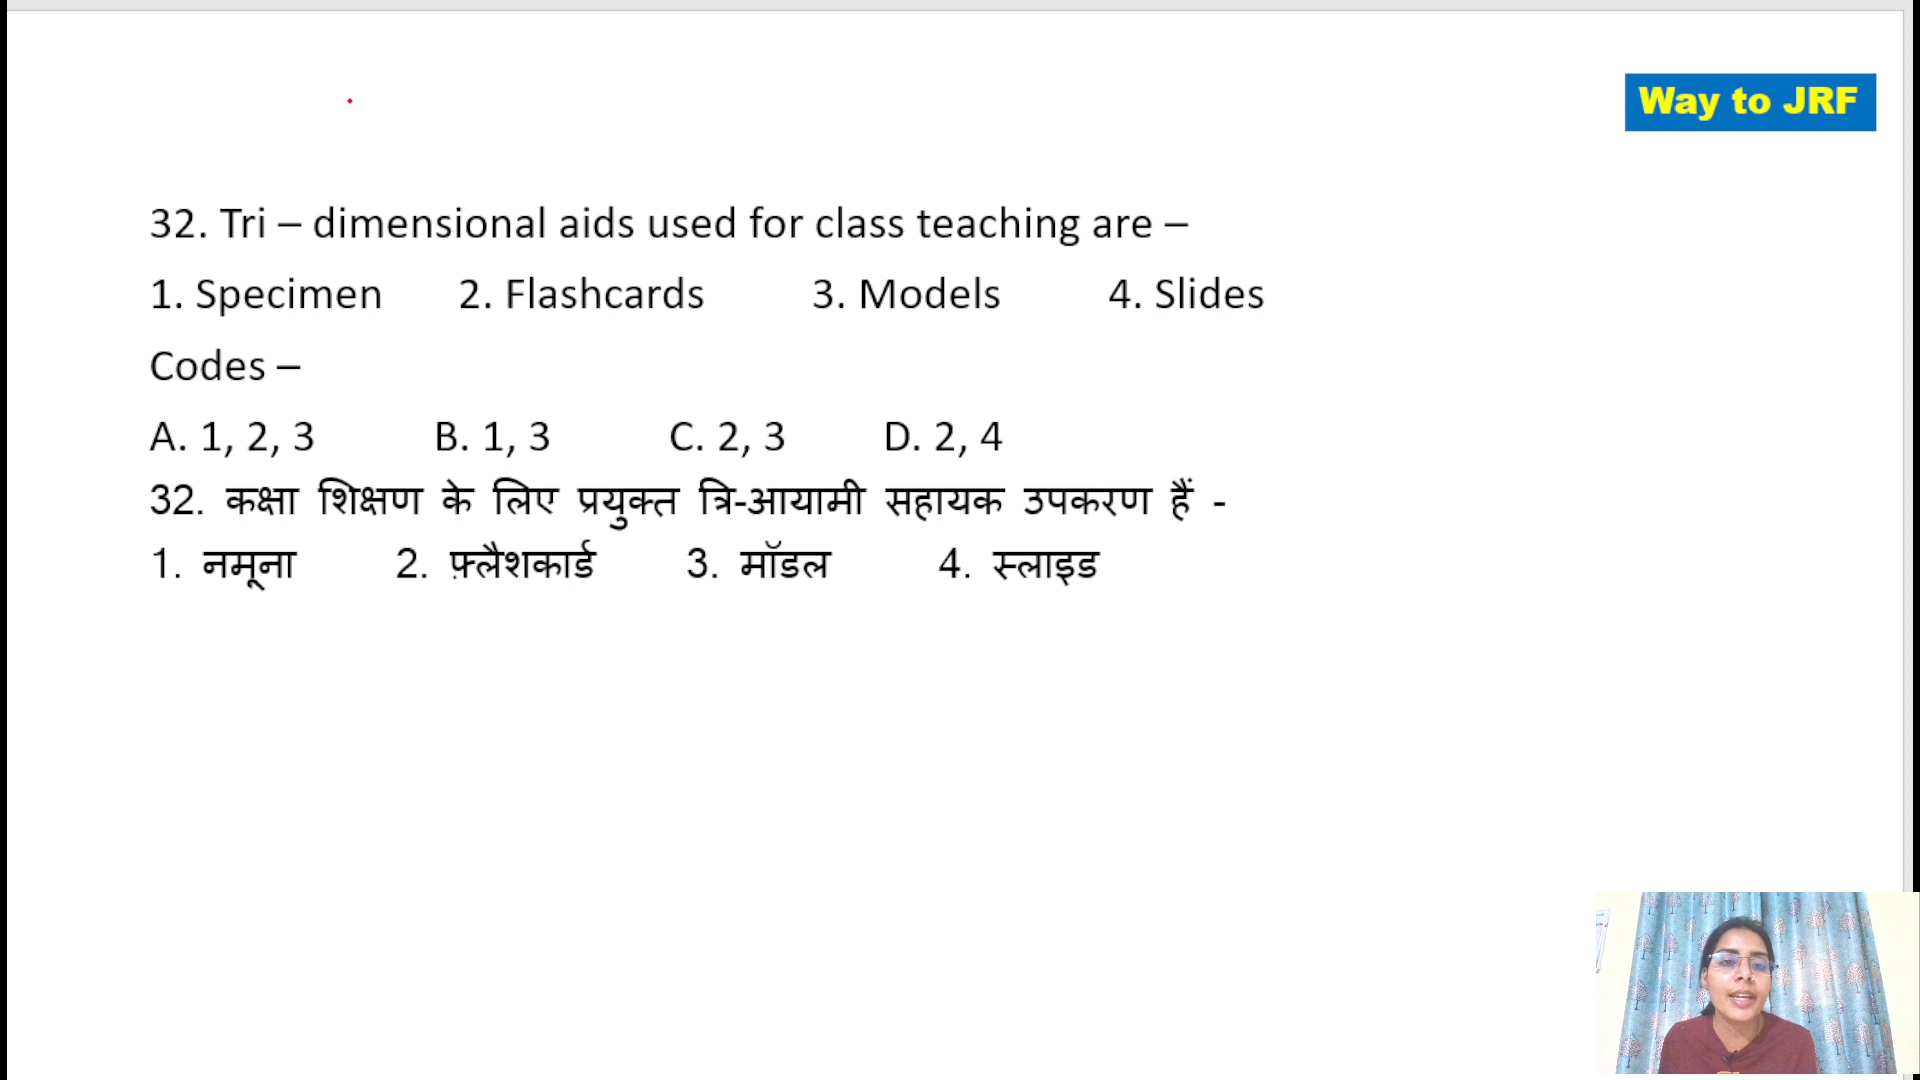 Way to JRF
32. Tri – dimensional aids used for class teaching are –
1. Specimen 2. Flashcards 3. Models 4. Slides
Codes –
A. 1, 2, 3 B. 1, 3 C. 2, 3 D. 2, 4
32. कक्षा शिक्षण के लिए प्रयुक्त त्रि-आयामी सहायक उपकरण हैं -
1. नमूना 2. फ़्लैशकार्ड 3. मॉडल 4. स्लाइड